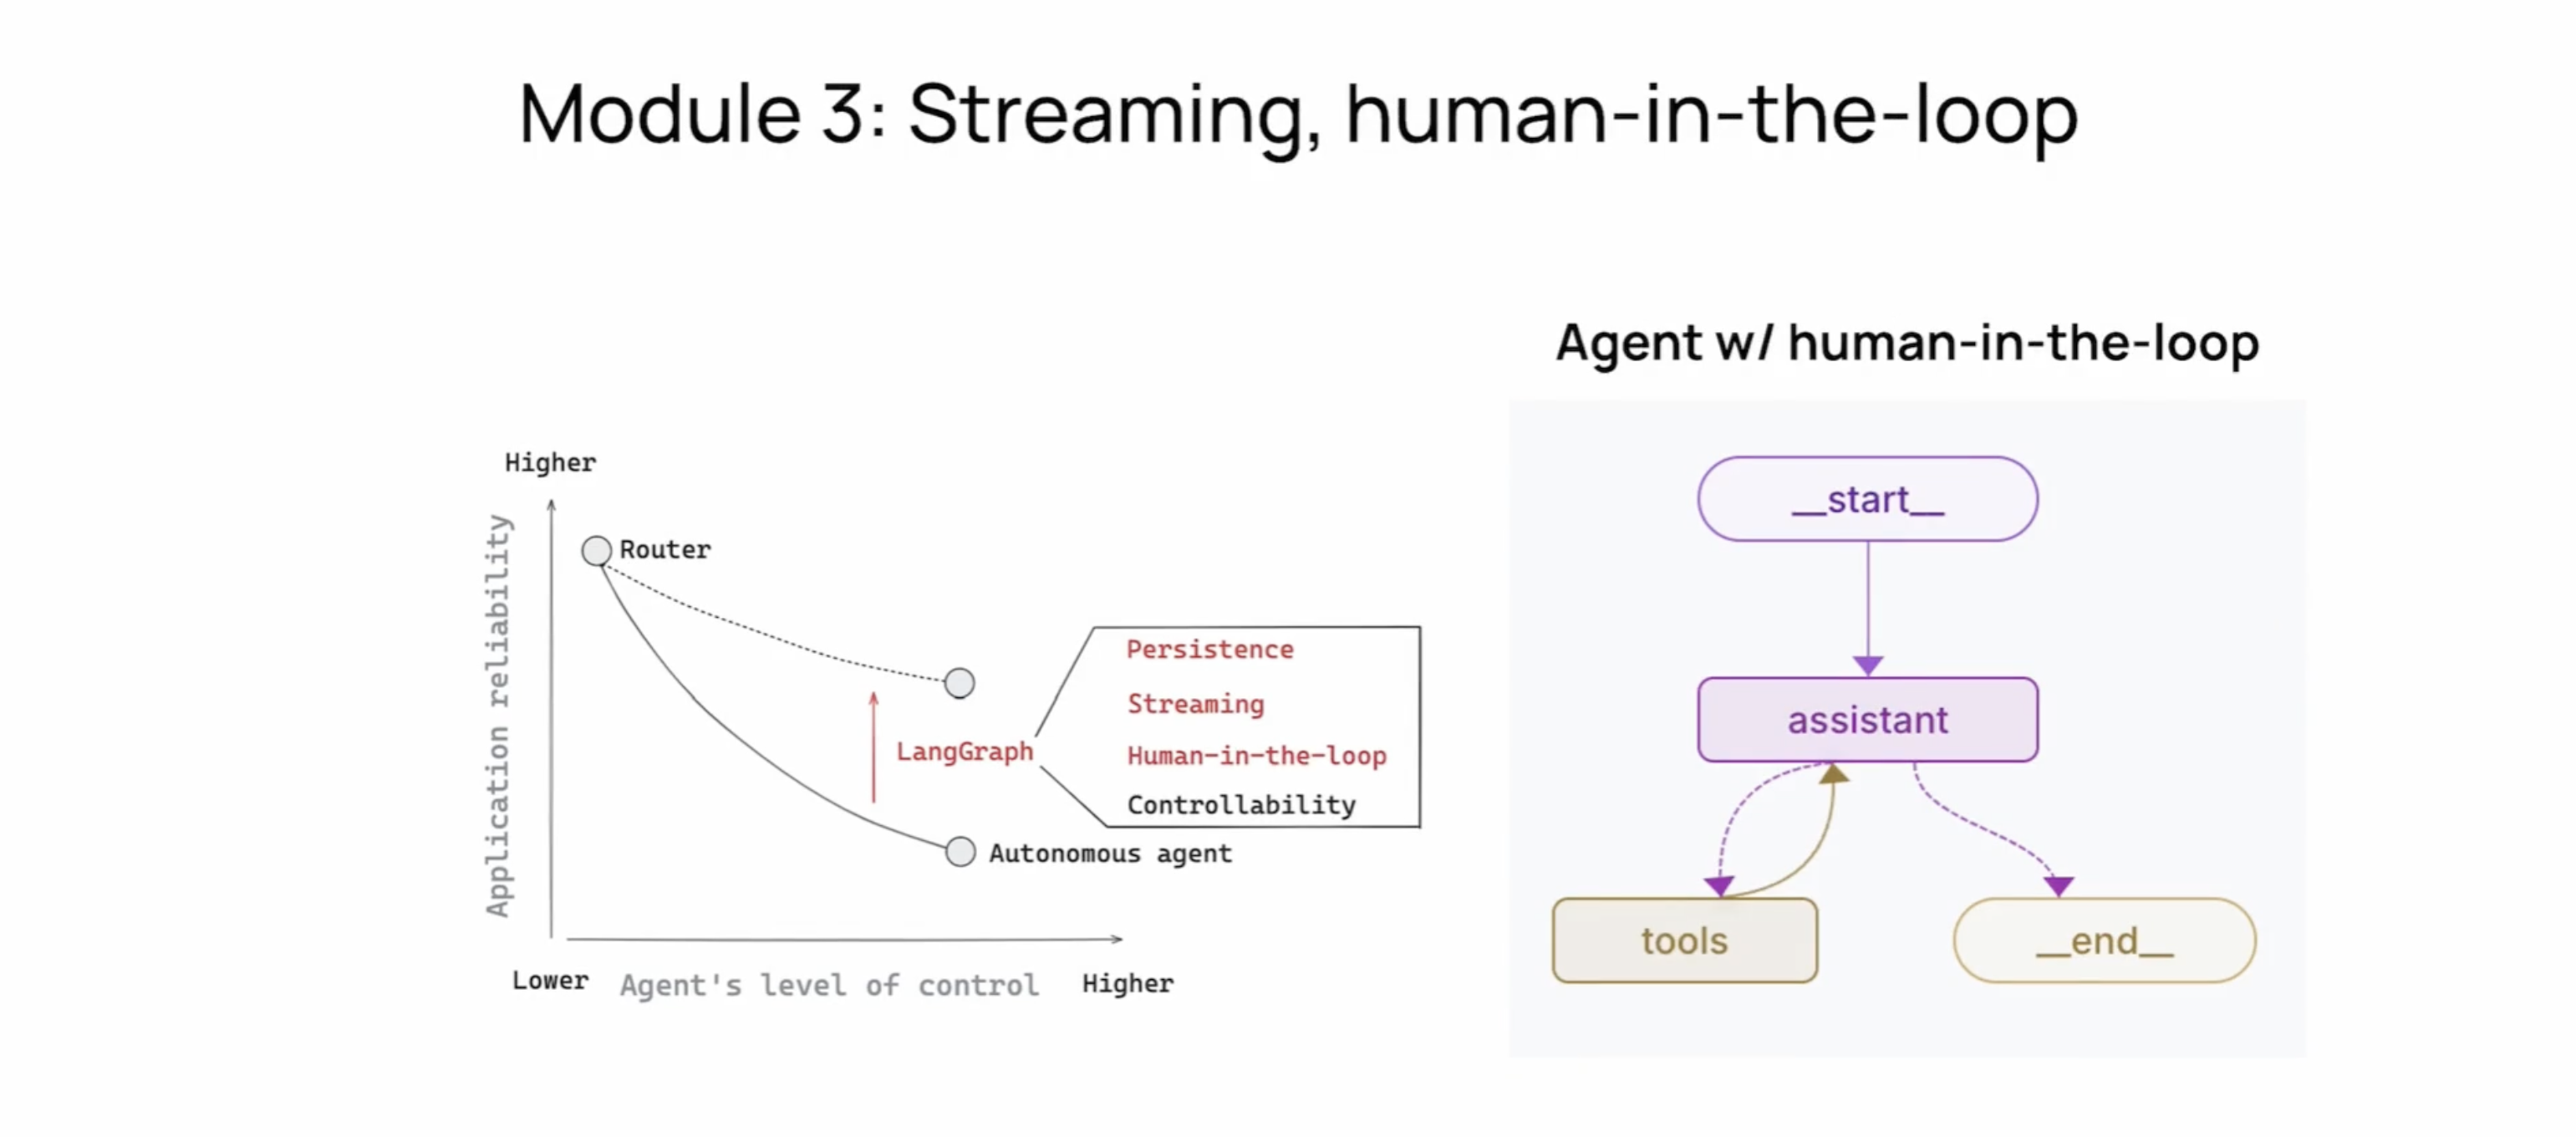 Module 3: Streaming, human-in-the-loop
Higher
Application reliability
Router
LangGraph
Persistence
Streaming
Human-in-the-loop
Controllability
Autonomous agent
Lower
Agent's level of control
Higher
Agent w/ human-in-the-loop
__start__
assistant
tools
__end__